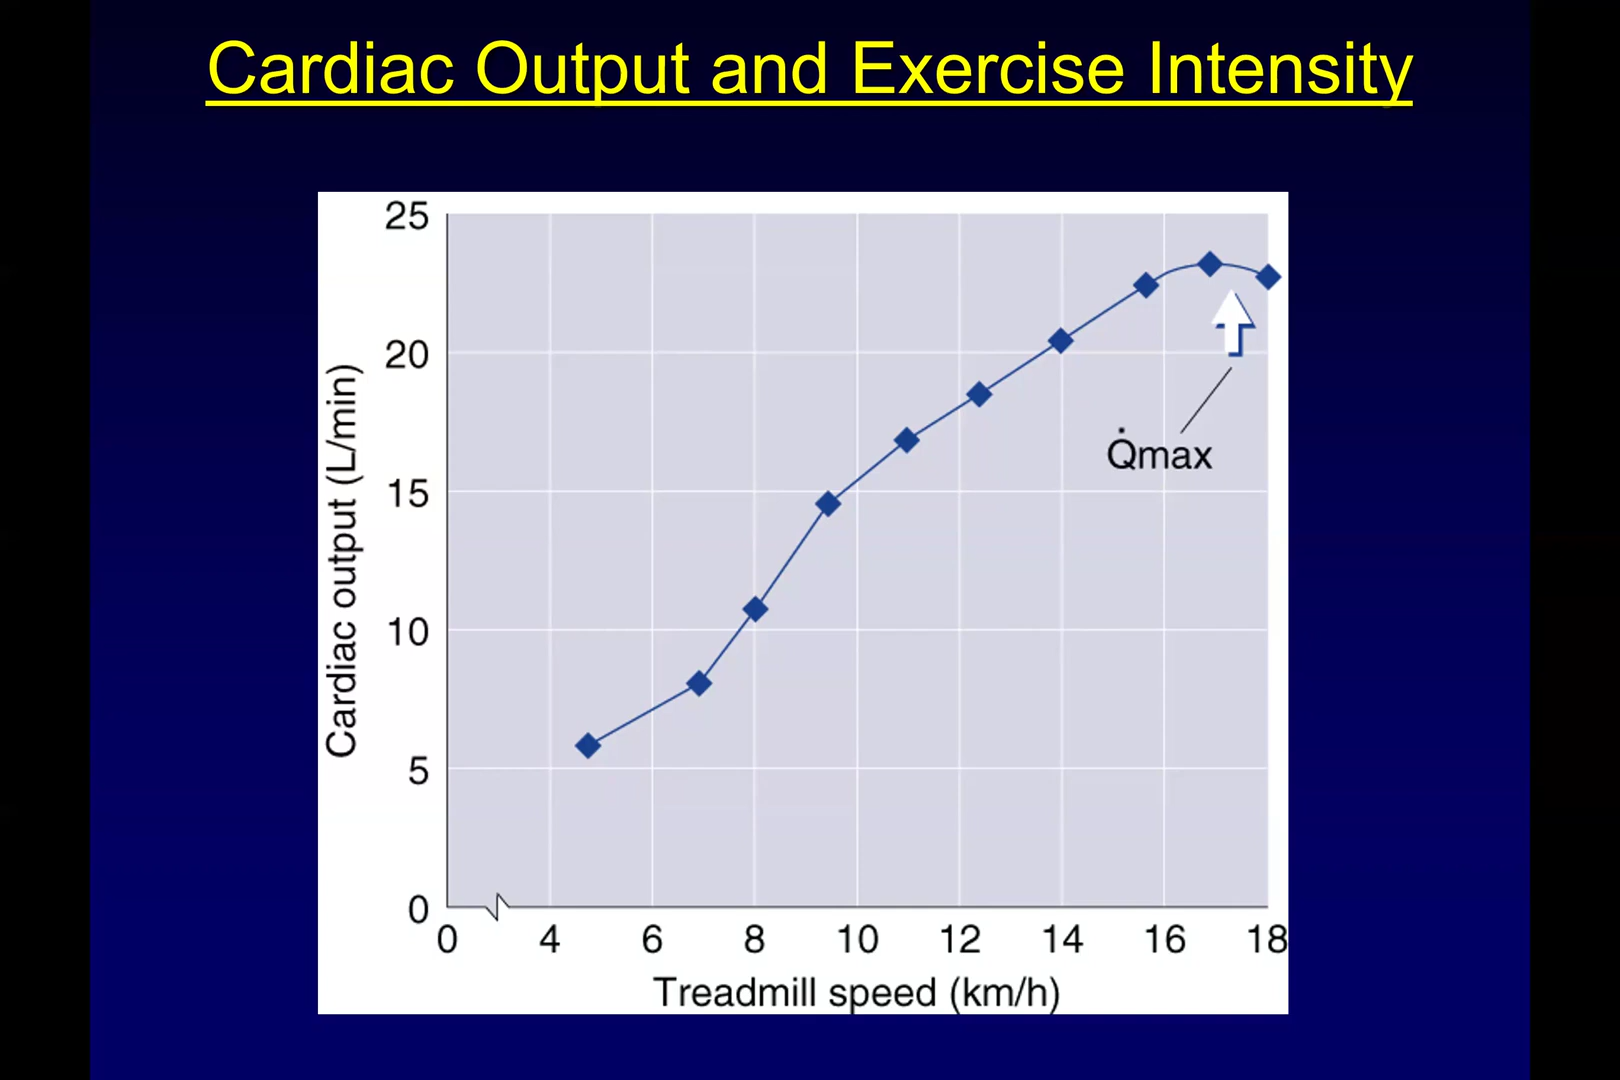 Cardiac Output and Exercise Intensity
25
20
15
10
5
0
Cardiac output (L/min)
Q̇max
0 4 6 8 10 12 14 16 18
Treadmill speed (km/h)